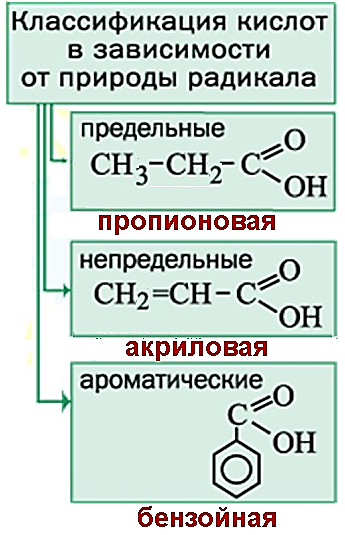 Классификация кислот
в зависимости
от природы радикала
предельные
CH₃–CH₂–C
O
OH
пропионовая
непредельные
CH₂=CH–C
O
OH
акриловая
ароматические
C
O
OH
бензойная